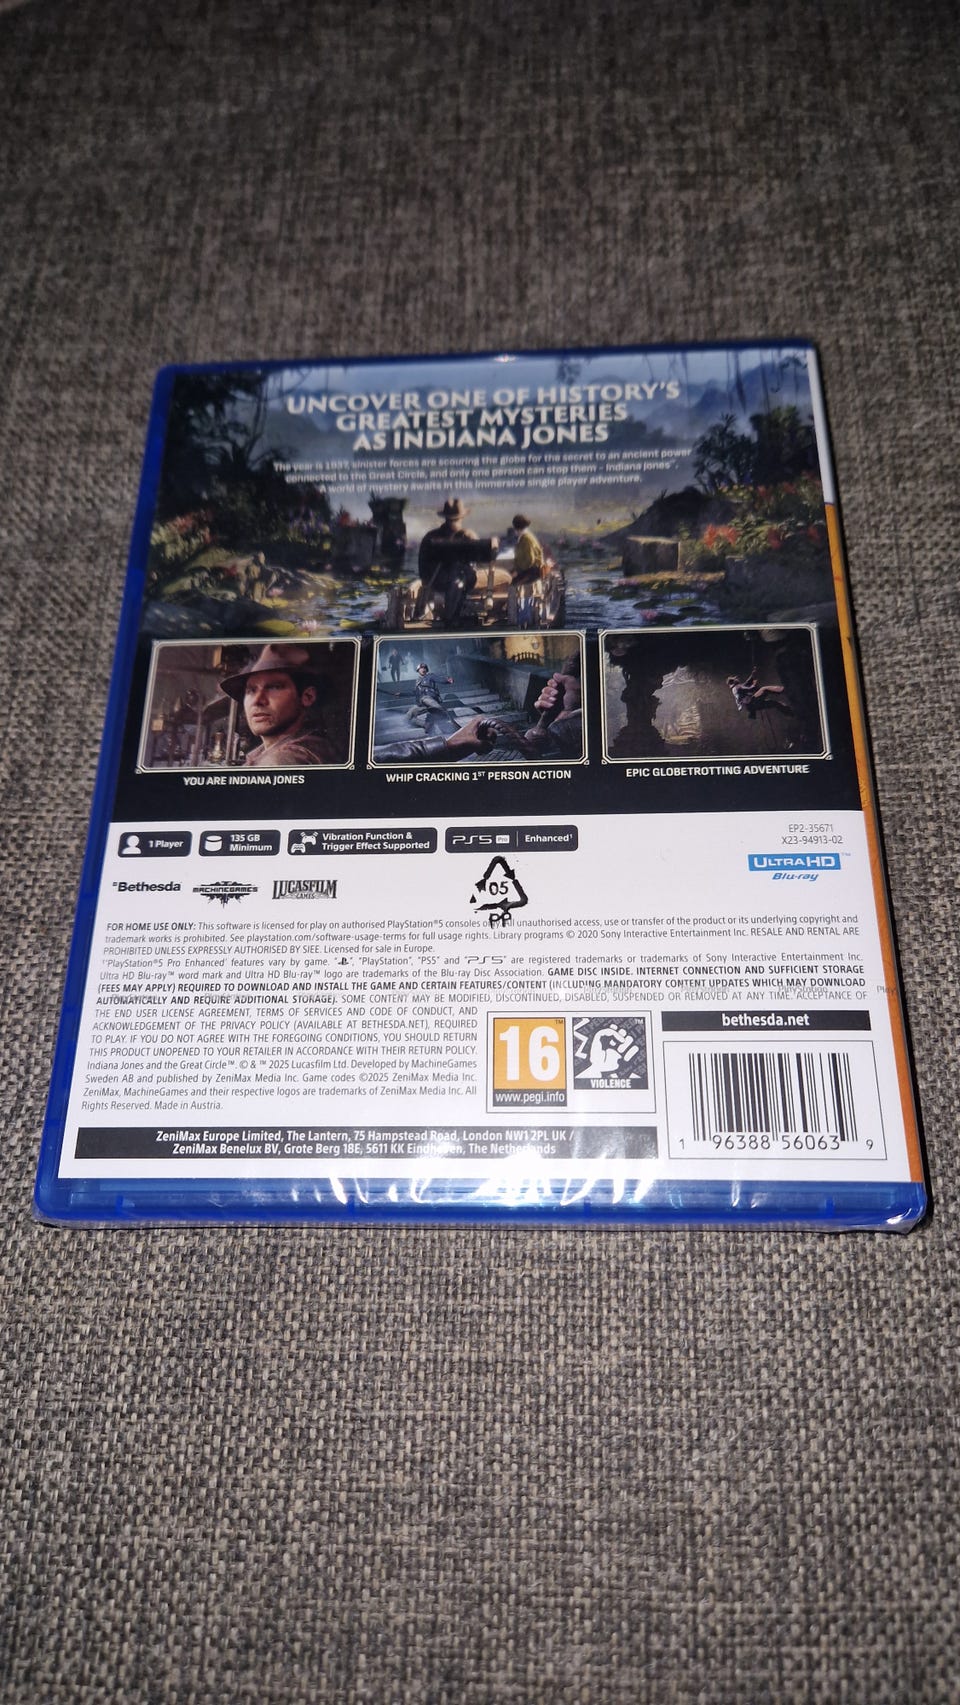 UNCOVER ONE OF HISTORY'S
GREATEST MYSTERIES
AS INDIANA JONES
The year is 1937, sinister forces are scouring the globe for the secret to an ancient power
connected to the Great Circle, and only one person can stop them - Indiana Jones™.
A world of mystery awaits in this immersive single player adventure.
YOU ARE INDIANA JONES
WHIP CRACKING 1ST PERSON ACTION
EPIC GLOBETROTTING ADVENTURE
1 Player
135 GB
Minimum
Vibration Function &
Trigger Effect Supported
PS5 Pro Enhanced¹
EP2-35671
X23-94913-02
ULTRA HD™
Blu-ray
Bethesda
MACHINEGAMES
LUCASFILM
GAMES
05
PP
FOR HOME USE ONLY: This software is licensed for play on authorised PlayStation®5 consoles only. All unauthorised access, use or transfer of the product or its underlying copyright and
trademark works is prohibited. See playstation.com/software-usage-terms for full usage rights. Library programs © 2020 Sony Interactive Entertainment Inc. RESALE AND RENTAL ARE
PROHIBITED UNLESS EXPRESSLY AUTHORISED BY SIEE. Licensed for sale in Europe.
¹'PlayStation®5 Pro Enhanced' features vary by game. "", "PlayStation", "PS5" and "PS5" are registered trademarks or trademarks of Sony Interactive Entertainment Inc.
Ultra HD Blu-ray™ word mark and Ultra HD Blu-ray™ logo are trademarks of the Blu-ray Disc Association. GAME DISC INSIDE. INTERNET CONNECTION AND SUFFICIENT STORAGE
(FEES MAY APPLY) REQUIRED TO DOWNLOAD AND INSTALL THE GAME AND CERTAIN FEATURES/CONTENT (INCLUDING MANDATORY CONTENT UPDATES WHICH MAY DOWNLOAD
AUTOMATICALLY AND REQUIRE ADDITIONAL STORAGE). SOME CONTENT MAY BE MODIFIED, DISCONTINUED, DISABLED, SUSPENDED OR REMOVED AT ANY TIME. ACCEPTANCE OF
THE END USER LICENSE AGREEMENT, TERMS OF SERVICES AND CODE OF CONDUCT, AND
ACKNOWLEDGEMENT OF THE PRIVACY POLICY (AVAILABLE AT BETHESDA.NET), REQUIRED
TO PLAY. IF YOU DO NOT AGREE WITH THE FOREGOING CONDITIONS, YOU SHOULD RETURN
THIS PRODUCT UNOPENED TO YOUR RETAILER IN ACCORDANCE WITH THEIR RETURN POLICY.
Indiana Jones and the Great Circle™. © & ™ 2025 Lucasfilm Ltd. Developed by MachineGames
Sweden AB and published by ZeniMax Media Inc. Game codes ©2025 ZeniMax Media Inc.
ZeniMax, MachineGames and their respective logos are trademarks of ZeniMax Media Inc. All
Rights Reserved. Made in Austria.
16™
www.pegi.info
™
VIOLENCE
bethesda.net
1 96388 56063 9
ZeniMax Europe Limited, The Lantern, 75 Hampstead Road, London NW1 2PL UK /
ZeniMax Benelux BV, Grote Berg 18E, 5611 KK Eindhoven, The Netherlands